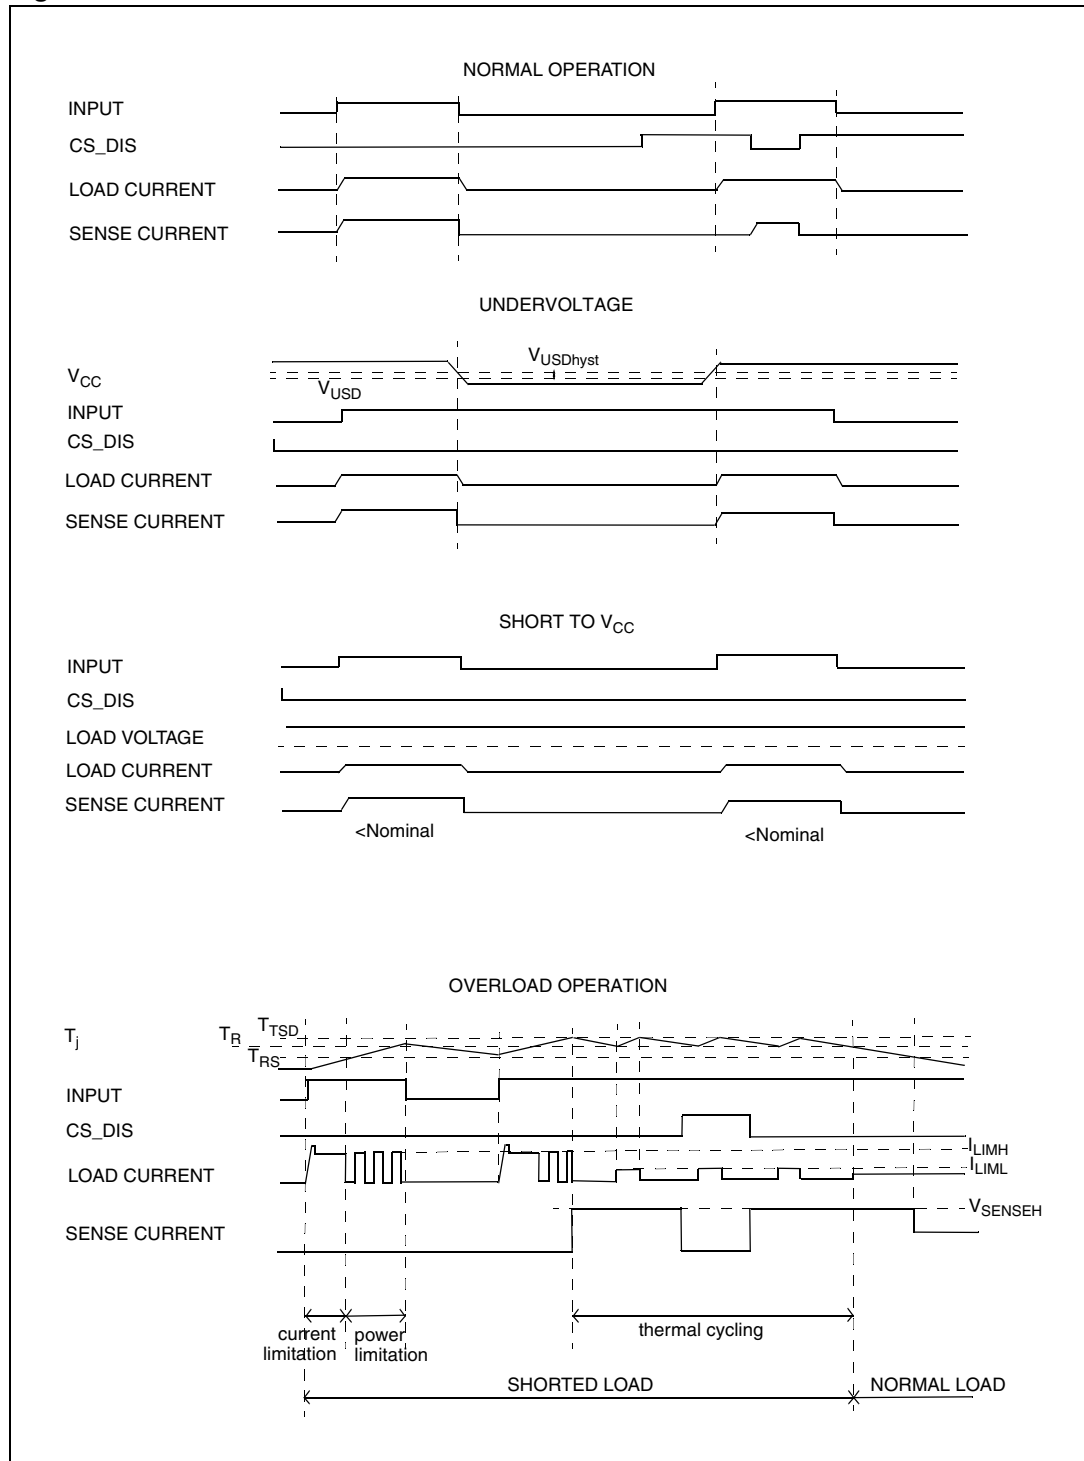 NORMAL OPERATION
INPUT
CS_DIS
LOAD CURRENT
SENSE CURRENT
UNDERVOLTAGE
VUSDhyst
VCC
VUSD
INPUT
CS_DIS
LOAD CURRENT
SENSE CURRENT
SHORT TO VCC
INPUT
CS_DIS
LOAD VOLTAGE
LOAD CURRENT
SENSE CURRENT
<Nominal
<Nominal
OVERLOAD OPERATION
Tj
TR
TTSD
TRS
INPUT
CS_DIS
ILIMH
LOAD CURRENT
ILIML
VSENSEH
SENSE CURRENT
current
limitation
power
limitation
thermal cycling
SHORTED LOAD
NORMAL LOAD